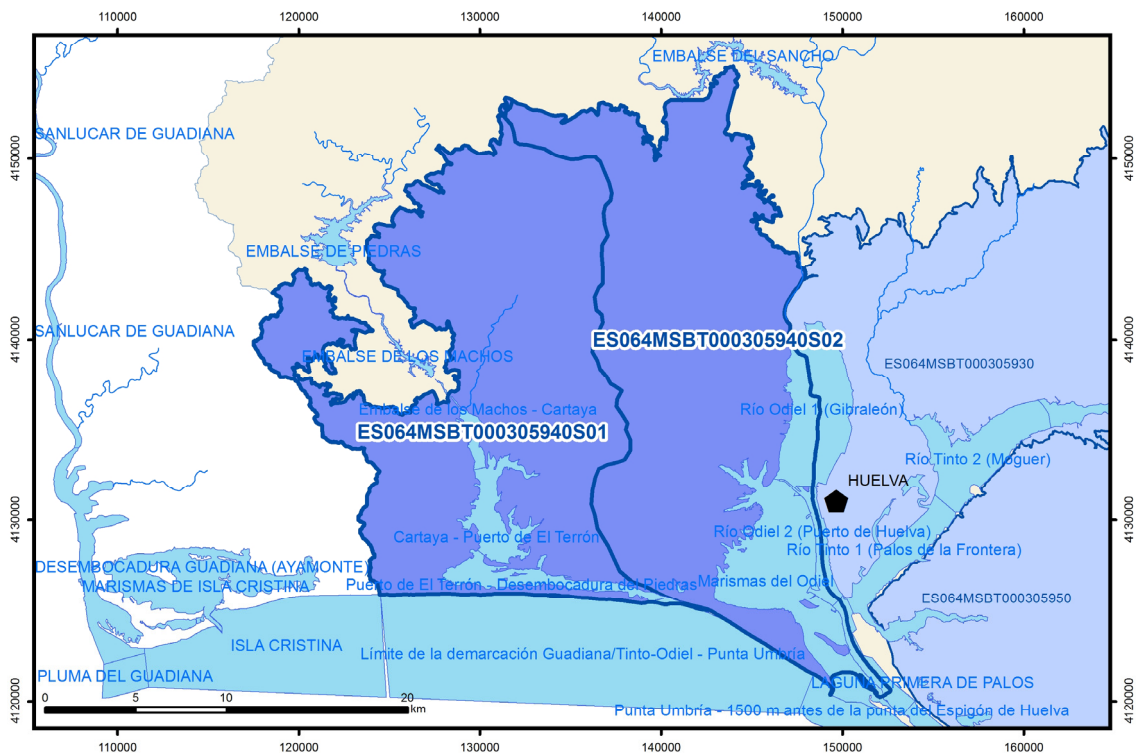 110000 120000 130000 140000 150000 160000
EMBALSE DEL SANCHO
SANLUCAR DE GUADIANA
4150000 4150000
EMBALSE DE PIEDRAS
SANLUCAR DE GUADIANA
ES064MSBT000305940S02
4140000 4140000
EMBALSE DE LOS MACHOS
ES064MSBT000305930
Embalse de los Machos - Cartaya
Río Odiel 1 (Gibraleón)
ES064MSBT000305940S01
Río Tinto 2 (Moguer)
HUELVA
4130000 4130000
Cartaya - Puerto de El Terrón
Río Odiel 2 (Puerto de Huelva)
Río Tinto 1 (Palos de la Frontera)
DESEMBOCADURA GUADIANA (AYAMONTE)
MARISMAS DE ISLA CRISTINA
Puerto de El Terrón - Desembocadura del Piedras
Marismas del Odiel
ES064MSBT000305950
ISLA CRISTINA
Límite de la demarcación Guadiana/Tinto-Odiel - Punta Umbría
PLUMA DEL GUADIANA
LAGUNA PRIMERA DE PALOS
0 5 10 20
km
Punta Umbría - 1500 m antes de la punta del Espigón de Huelva
4120000 4120000
110000 120000 130000 140000 150000 160000